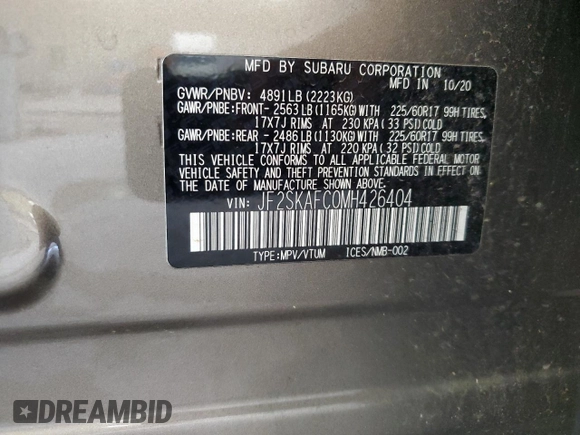 MFD BY SUBARU CORPORATION
MFD IN 10/20
GVWR/PNBV: 4891LB (2223KG)
GAWR/PNBE:FRONT- 2563LB (1165KG)WITH 225/60R17 99H TIRES,
17X7J RIMS AT 230 KPA( 33 PSI)COLD
GAWR/PNBE:REAR - 2486LB (1130KG)WITH 225/60R17 99H TIRES,
17X7J RIMS AT 220 KPA( 32 PSI)COLD
THIS VEHICLE CONFORMS TO ALL APPLICABLE FEDERAL MOTOR
VEHICLE SAFETY AND THEFT PREVENTION STANDARDS IN EFFECT
ON THE DATE OF MANUFACTURE SHOWN ABOVE.
VIN: JF2SKAFC0MH426404
TYPE:MPV/VTUM ICES/NMB-002
DREAMBID